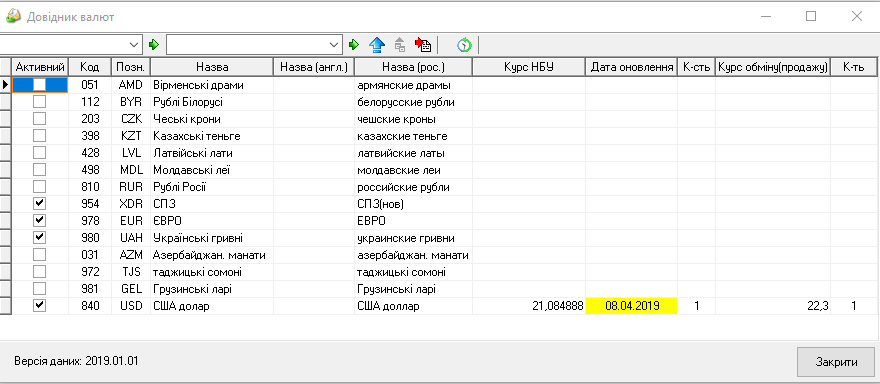 Довідник валют
Активний Код Позн. Назва Назва (англ.) Назва (рос.) Курс НБУ Дата оновлення К-сть Курс обміну(продажу) К-ть
051 AMD Вірменські драми армянские драмы
112 BYR Рублі Білорусі белорусские рубли
203 CZK Чеські крони чешские кроны
398 KZT Казахські теньге казахские теньге
428 LVL Латвійські лати латвийские латы
498 MDL Молдавські леї молдавские леи
810 RUR Рублі Росії российские рубли
954 XDR СПЗ СПЗ(нов)
978 EUR ЄВРО ЕВРО
980 UAH Українські гривні украинские гривни
031 AZM Азербайджан. манати азербайджан. манати
972 TJS таджицькі сомоні таджицькі сомоні
981 GEL Грузинські ларі Грузинські ларі
840 USD США долар США доллар 21,084888 08.04.2019 1 22,3 1
Версія даних: 2019.01.01
Закрити